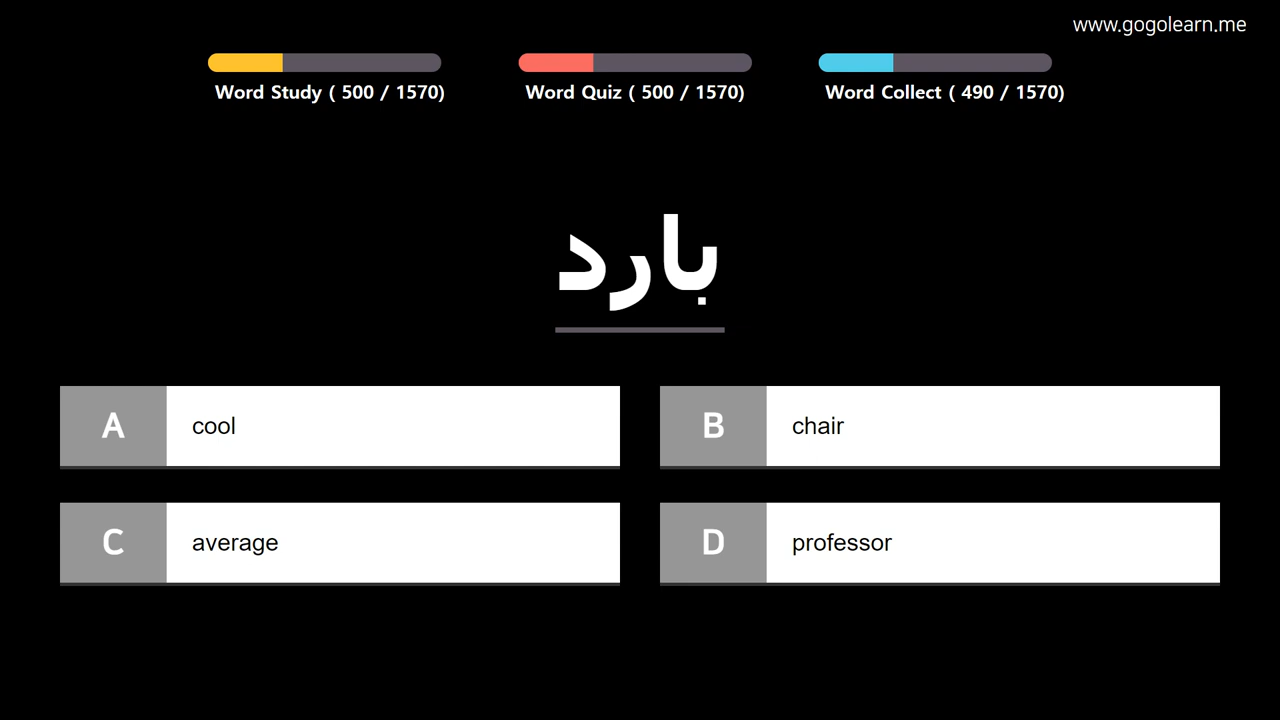 www.gogolearn.me
Word Study ( 500 / 1570)
Word Quiz ( 500 / 1570)
Word Collect ( 490 / 1570)
بارد
A cool
B chair
C average
D professor